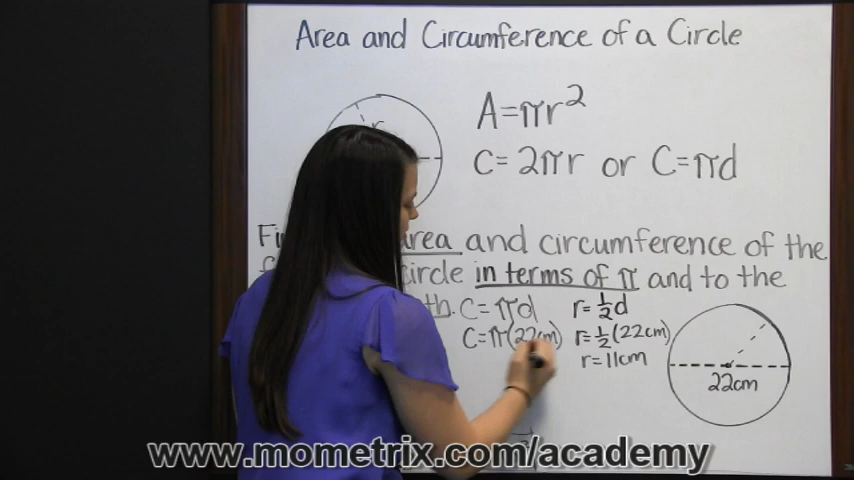 Area and Circumference of a Circle
r
A=πr²
C=2πr or C=πd
area and circumference of the
circle in terms of π and to the
C=πd r=½d
C=π(22cm) r=½(22cm)
r=11cm
22cm
www.mometrix.com/academy